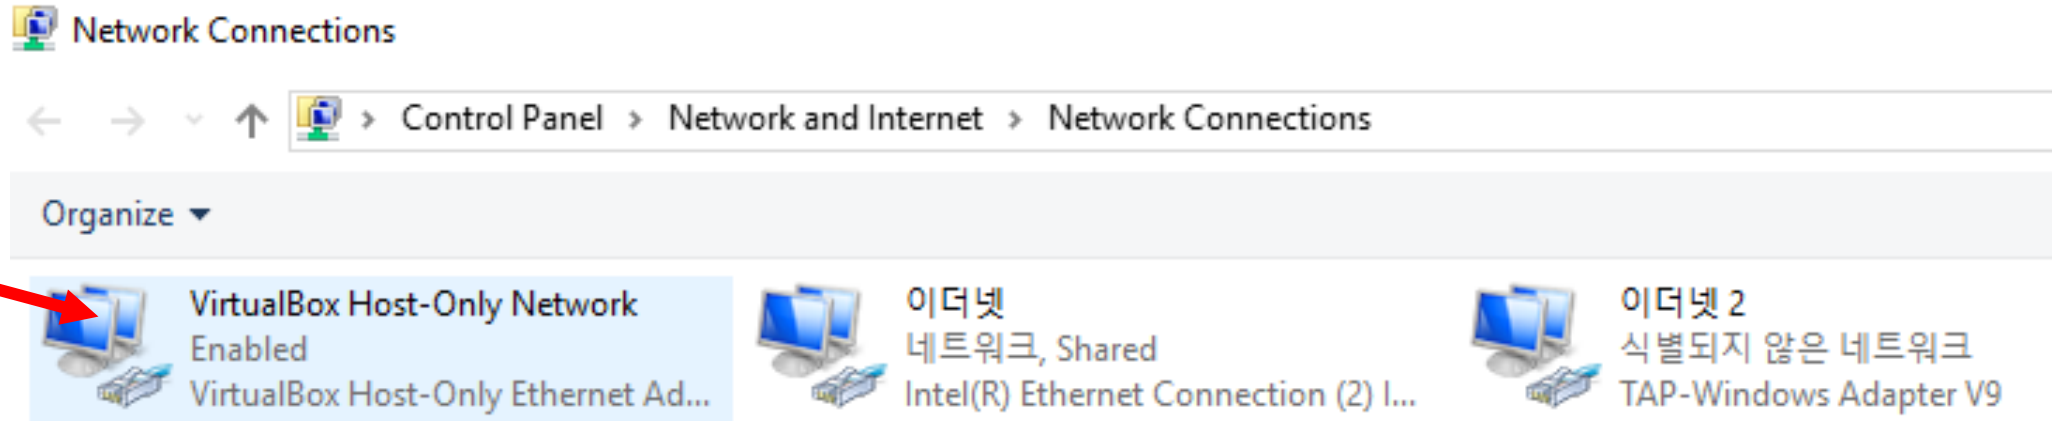 Network Connections
Control Panel > Network and Internet > Network Connections
Organize
VirtualBox Host-Only Network
Enabled
VirtualBox Host-Only Ethernet Ad...
이더넷
네트워크, Shared
Intel(R) Ethernet Connection (2) I...
이더넷 2
식별되지 않은 네트워크
TAP-Windows Adapter V9